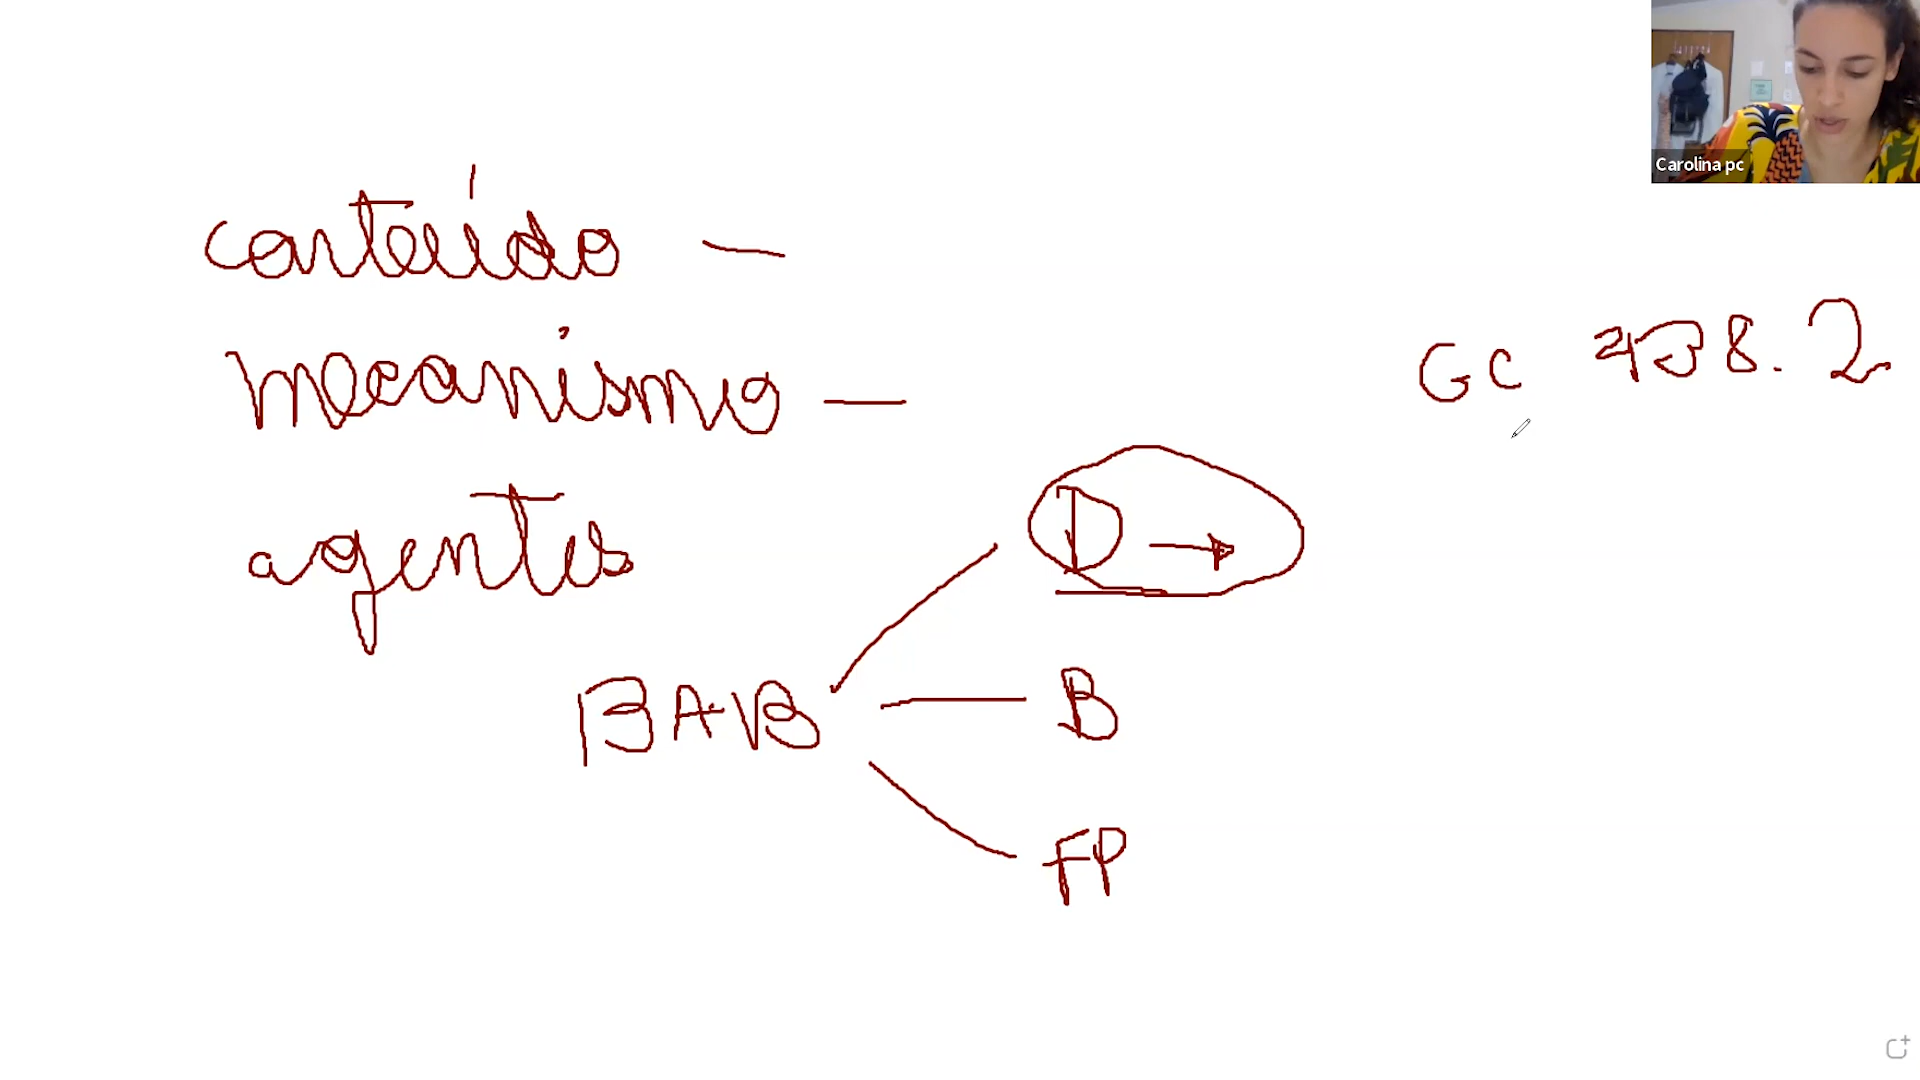 Carolina pc
conteúdo —
mecanismo —
agentes
GC 438.2
D → P
BAB
B
FP